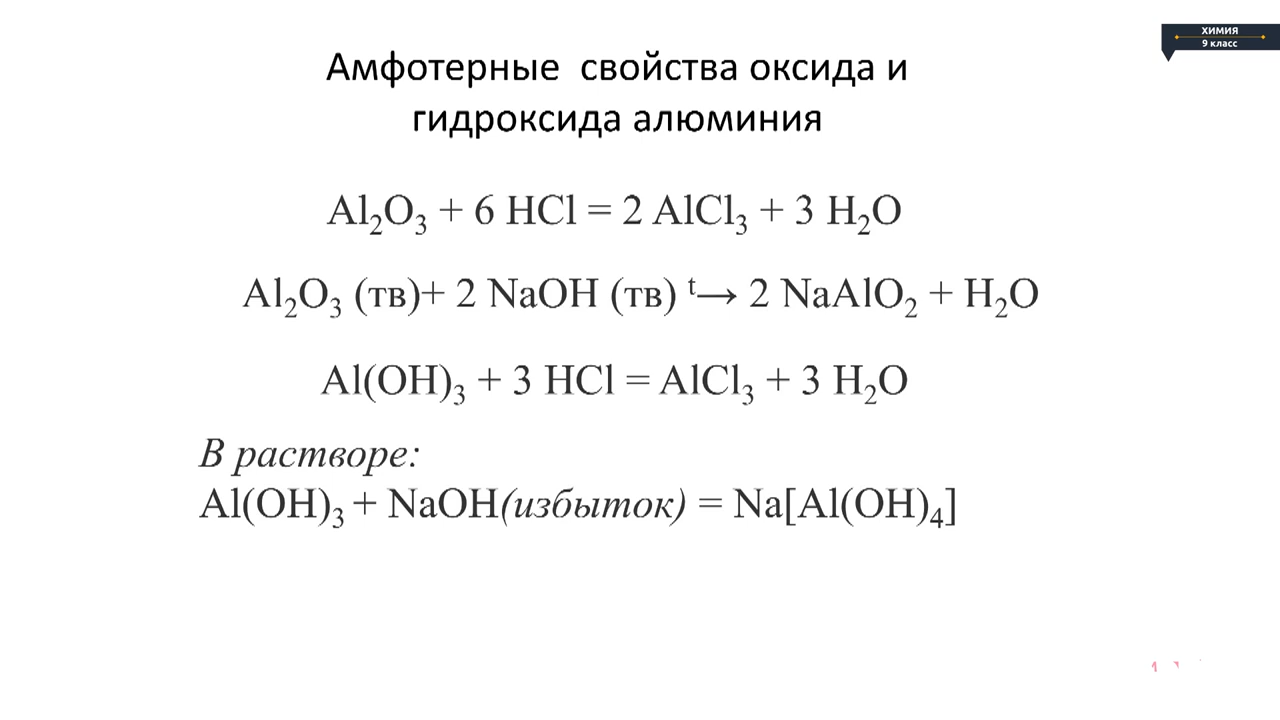 ХИМИЯ
9 класс
Амфотерные свойства оксида и
гидроксида алюминия
Al₂O₃ + 6 HCl = 2 AlCl₃ + 3 H₂O
Al₂O₃ (тв)+ 2 NaOH (тв) ᵗ→ 2 NaAlO₂ + H₂O
Al(OH)₃ + 3 HCl = AlCl₃ + 3 H₂O
В растворе:
Al(OH)₃ + NaOH(избыток) = Na[Al(OH)₄]